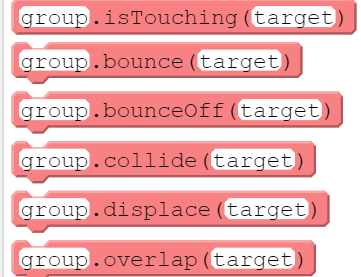 group.isTouching(target)
group.bounce(target)
group.bounceOff(target)
group.collide(target)
group.displace(target)
group.overlap(target)